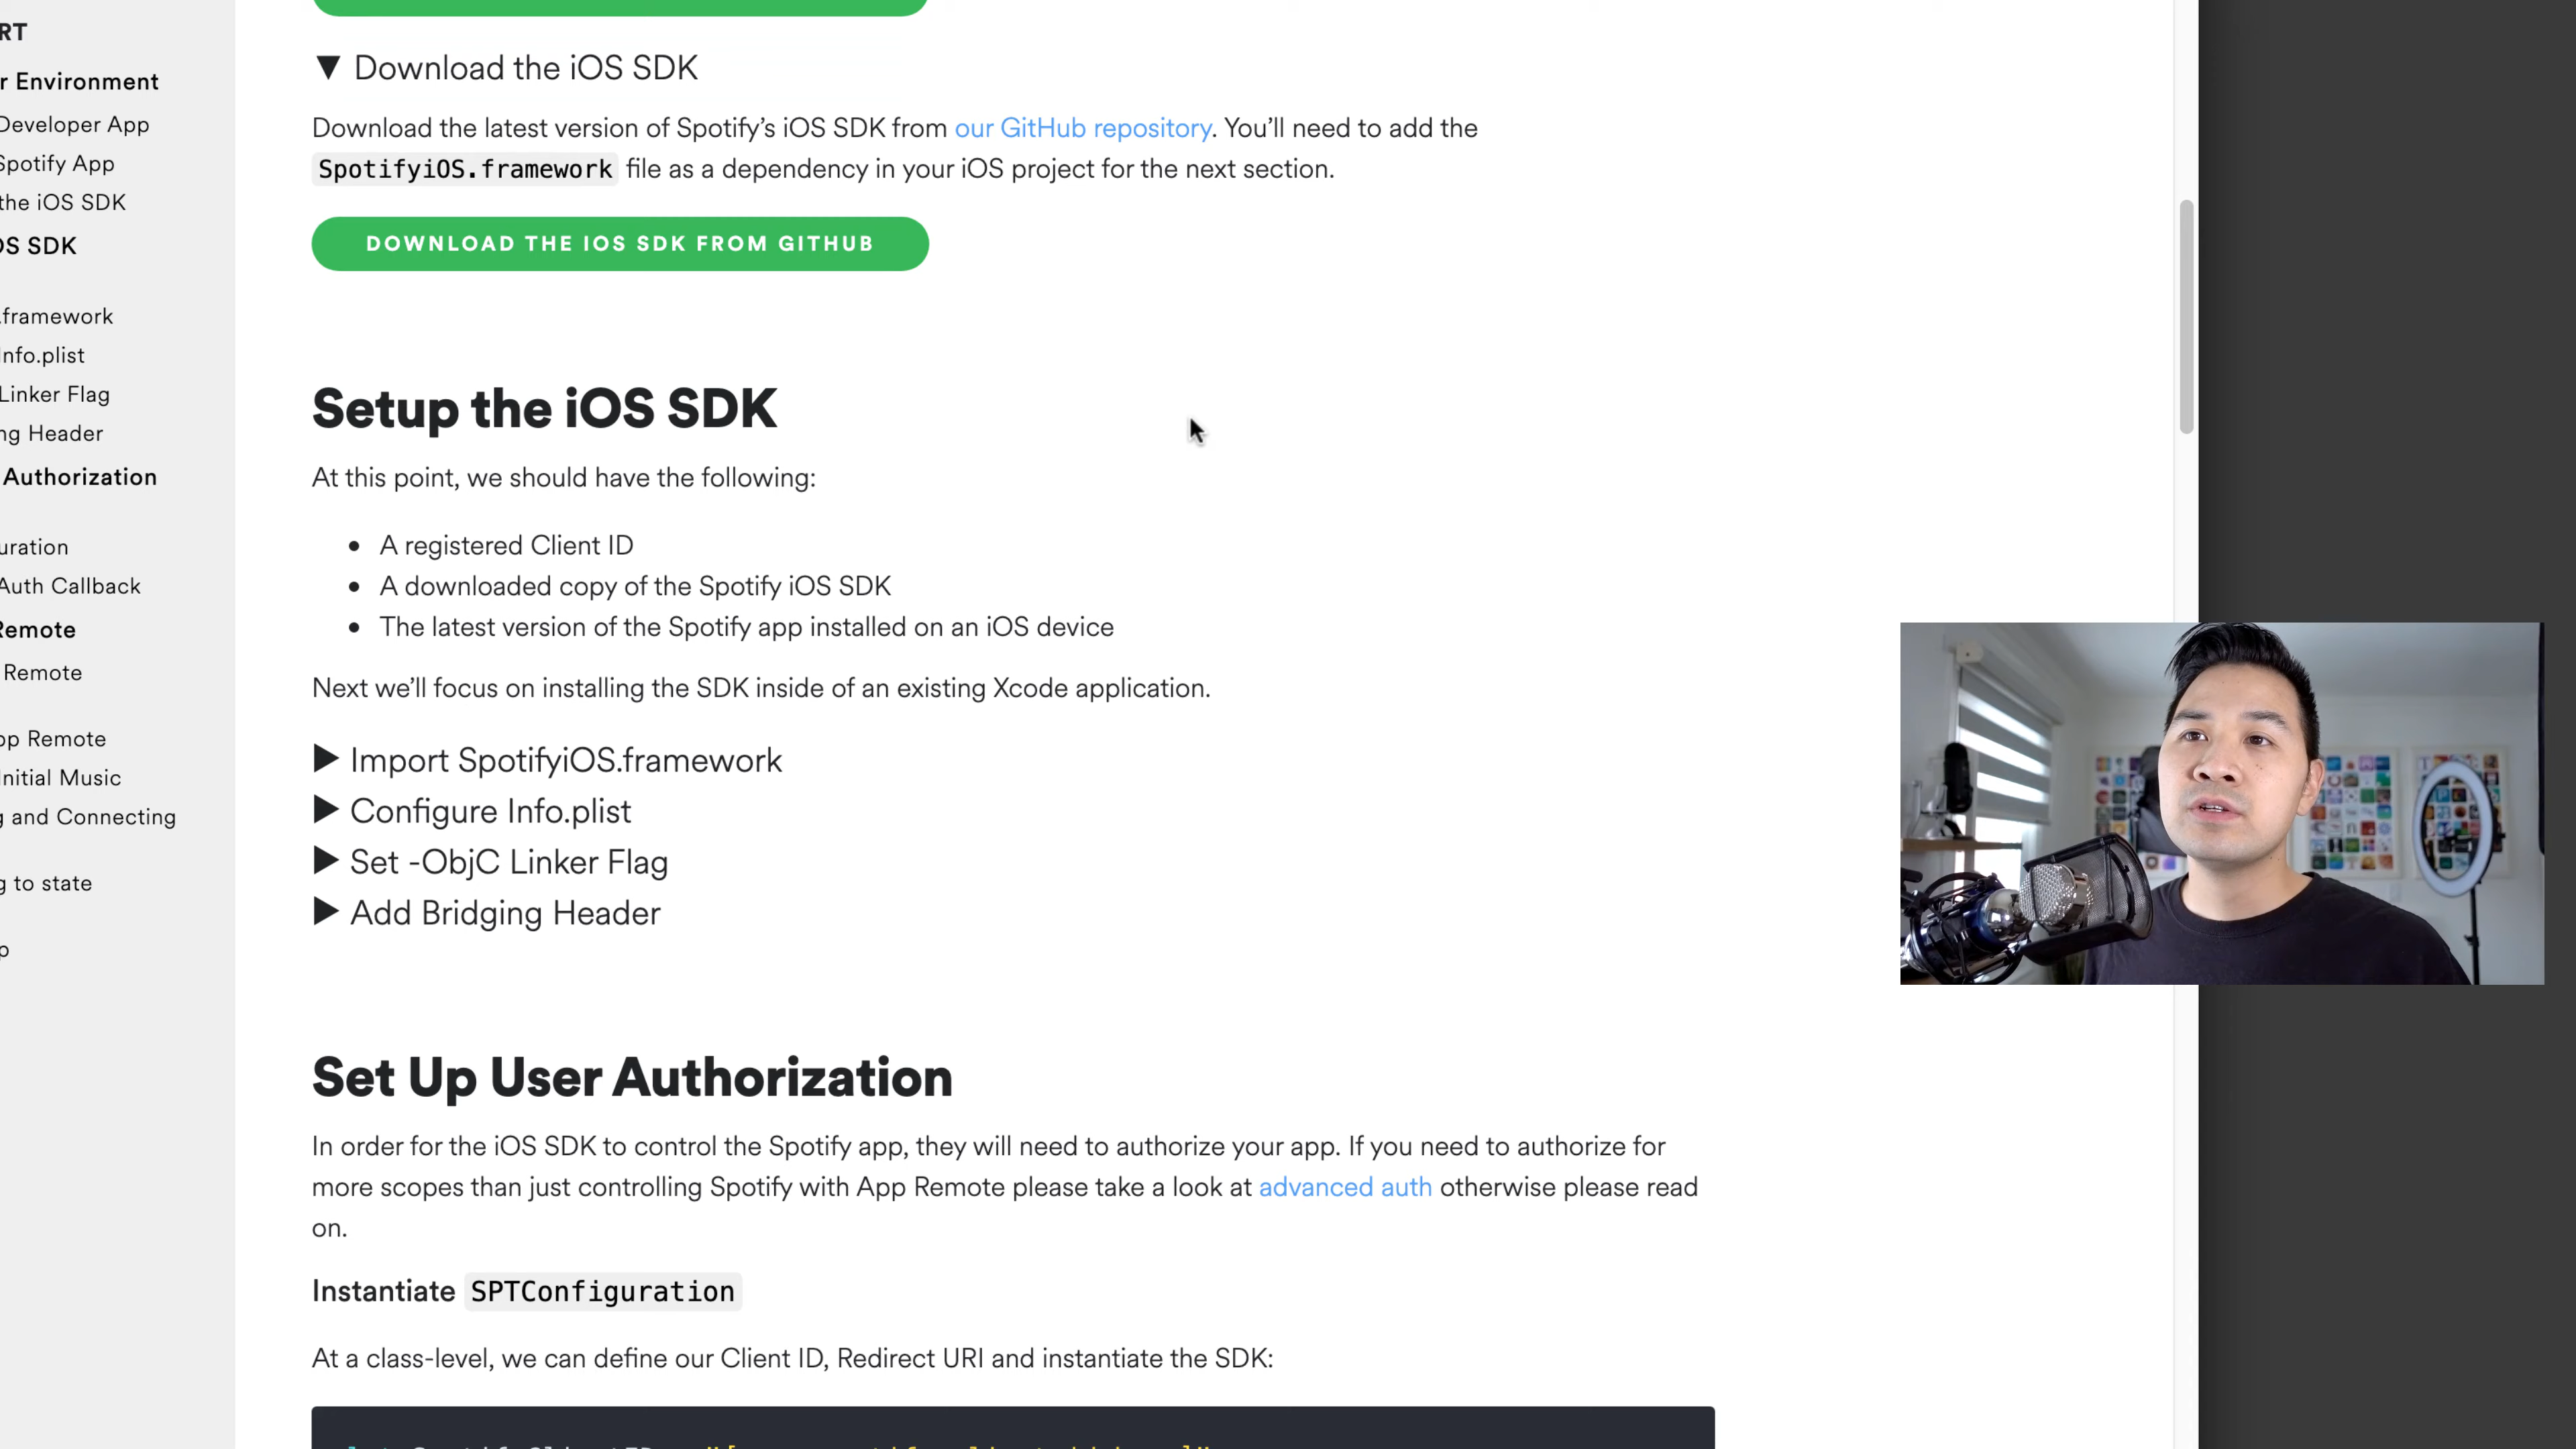 RT
r Environment
Developer App
Spotify App
the iOS SDK
OS SDK
.framework
Info.plist
Linker Flag
ng Header
Authorization
uration
Auth Callback
Remote
Remote
pp Remote
Initial Music
g and Connecting
g to state
p
▼ Download the iOS SDK
Download the latest version of Spotify’s iOS SDK from our GitHub repository. You’ll need to add the
SpotifyiOS.framework file as a dependency in your iOS project for the next section.
DOWNLOAD THE IOS SDK FROM GITHUB
Setup the iOS SDK
At this point, we should have the following:
• A registered Client ID
• A downloaded copy of the Spotify iOS SDK
• The latest version of the Spotify app installed on an iOS device
Next we’ll focus on installing the SDK inside of an existing Xcode application.
▶ Import SpotifyiOS.framework
▶ Configure Info.plist
▶ Set -ObjC Linker Flag
▶ Add Bridging Header
Set Up User Authorization
In order for the iOS SDK to control the Spotify app, they will need to authorize your app. If you need to authorize for
more scopes than just controlling Spotify with App Remote please take a look at advanced auth otherwise please read
on.
Instantiate SPTConfiguration
At a class-level, we can define our Client ID, Redirect URI and instantiate the SDK: